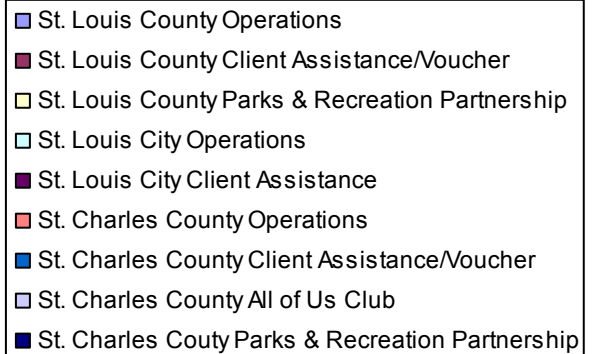 St. Louis County Operations
St. Louis County Client Assistance/Voucher
St. Louis County Parks & Recreation Partnership
St. Louis City Operations
St. Louis City Client Assistance
St. Charles County Operations
St. Charles County Client Assistance/Voucher
St. Charles County All of Us Club
St. Charles Couty Parks & Recreation Partnership